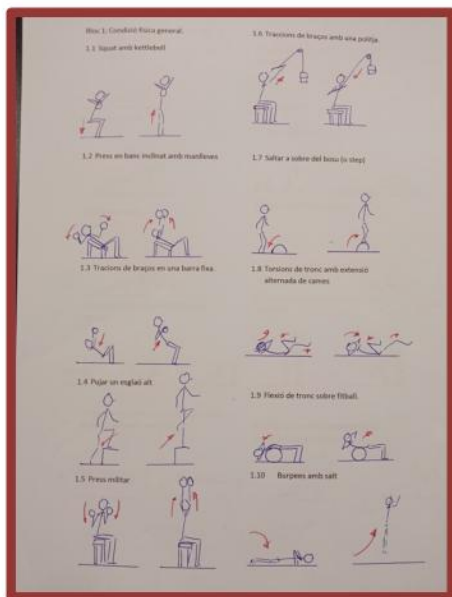 Bloc 1: Condició física general.
1.1 Squat amb kettlebell
1.2 Press en banc inclinat amb manlleves
1.3 Tracions de braços en una barra fixa.
1.4 Pujar un esglaó alt
1.5 Press militar
1.6 Traccions de braços amb una politja.
1.7 Saltar a sobre del bosu (o step)
1.8 Torsions de tronc amb extensió
alternada de cames
1.9 Flexió de tronc sobre fitball.
1.10 Burpees amb salt